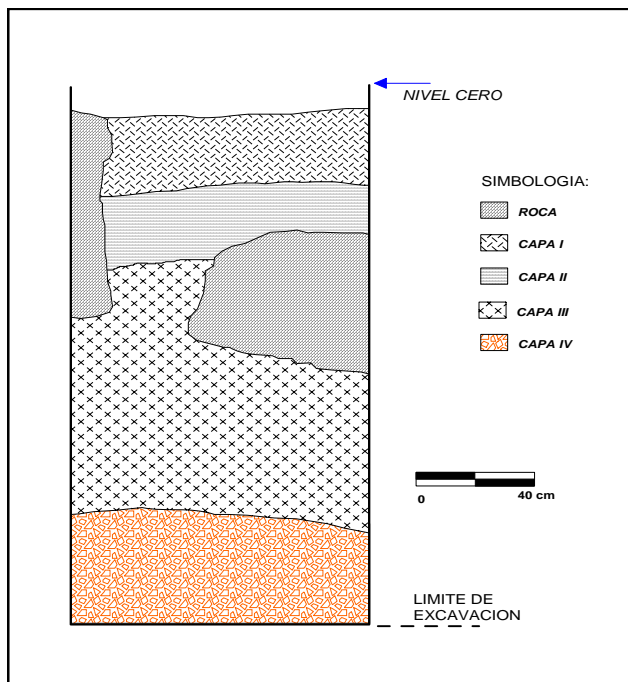 NIVEL CERO
SIMBOLOGIA:
ROCA
CAPA I
CAPA II
CAPA III
CAPA IV
0
40 cm
LIMITE DE
EXCAVACION